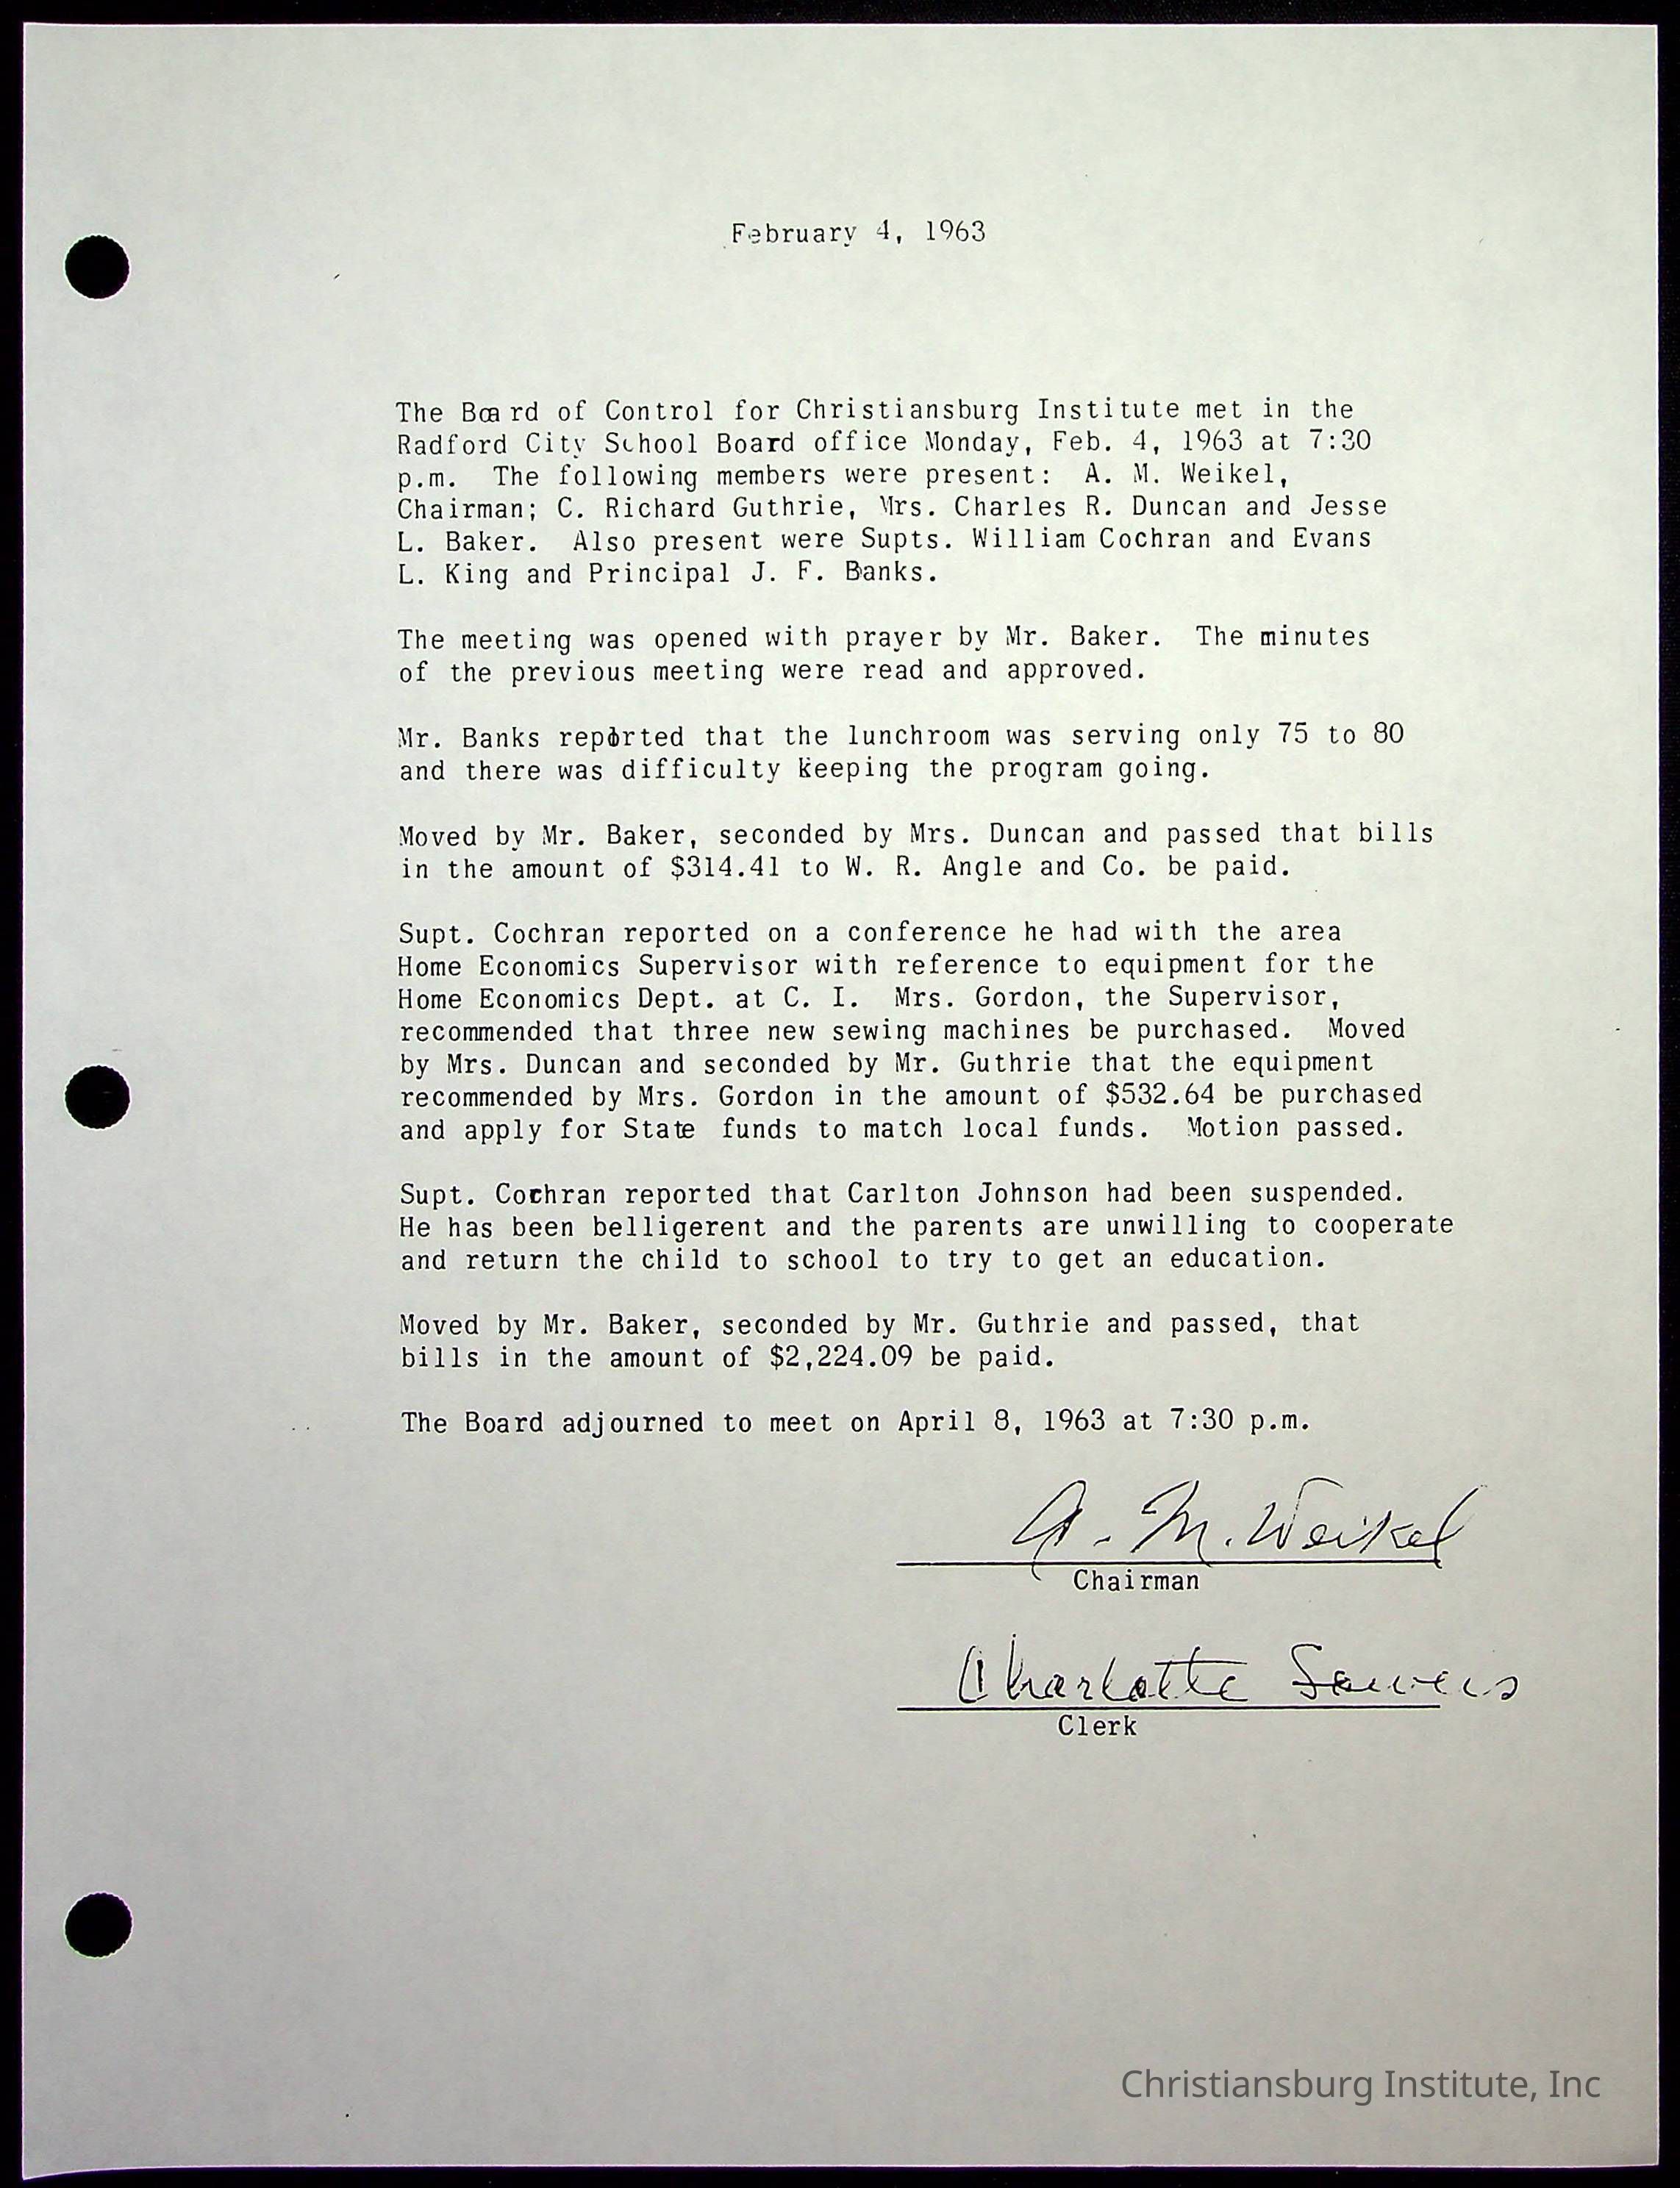 February 4, 1963
The Board of Control for Christiansburg Institute met in the
Radford City School Board office Monday, Feb. 4, 1963 at 7:30
p.m. The following members were present: A. M. Weikel,
Chairman; C. Richard Guthrie, Mrs. Charles R. Duncan and Jesse
L. Baker. Also present were Supts. William Cochran and Evans
L. King and Principal J. F. Banks.
The meeting was opened with prayer by Mr. Baker. The minutes
of the previous meeting were read and approved.
Mr. Banks reported that the lunchroom was serving only 75 to 80
and there was difficulty keeping the program going.
Moved by Mr. Baker, seconded by Mrs. Duncan and passed that bills
in the amount of $314.41 to W. R. Angle and Co. be paid.
Supt. Cochran reported on a conference he had with the area
Home Economics Supervisor with reference to equipment for the
Home Economics Dept. at C. I. Mrs. Gordon, the Supervisor,
recommended that three new sewing machines be purchased. Moved
by Mrs. Duncan and seconded by Mr. Guthrie that the equipment
recommended by Mrs. Gordon in the amount of $532.64 be purchased
and apply for State funds to match local funds. Motion passed.
Supt. Cochran reported that Carlton Johnson had been suspended.
He has been belligerent and the parents are unwilling to cooperate
and return the child to school to try to get an education.
Moved by Mr. Baker, seconded by Mr. Guthrie and passed, that
bills in the amount of $2,224.09 be paid.
The Board adjourned to meet on April 8, 1963 at 7:30 p.m.
A. M. Weikel
Chairman
Charlotte Sowers
Clerk
Christiansburg Institute, Inc